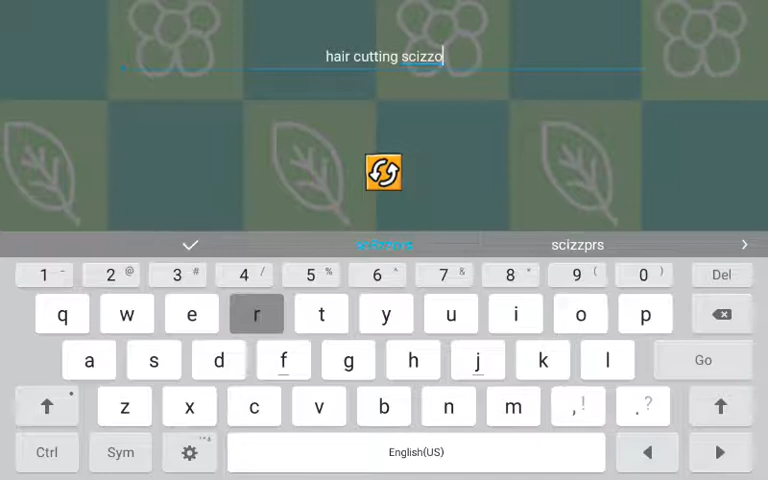 hair cutting scizzo
scizzprs
1 - 2 @ 3 # 4 / 5 % 6 ^ 7 & 8 * 9 ( 0 ) Del
q w e r t y u i o p
a s d f g h j k l Go
z x c v b n m , ! . ?
Ctrl Sym English(US)